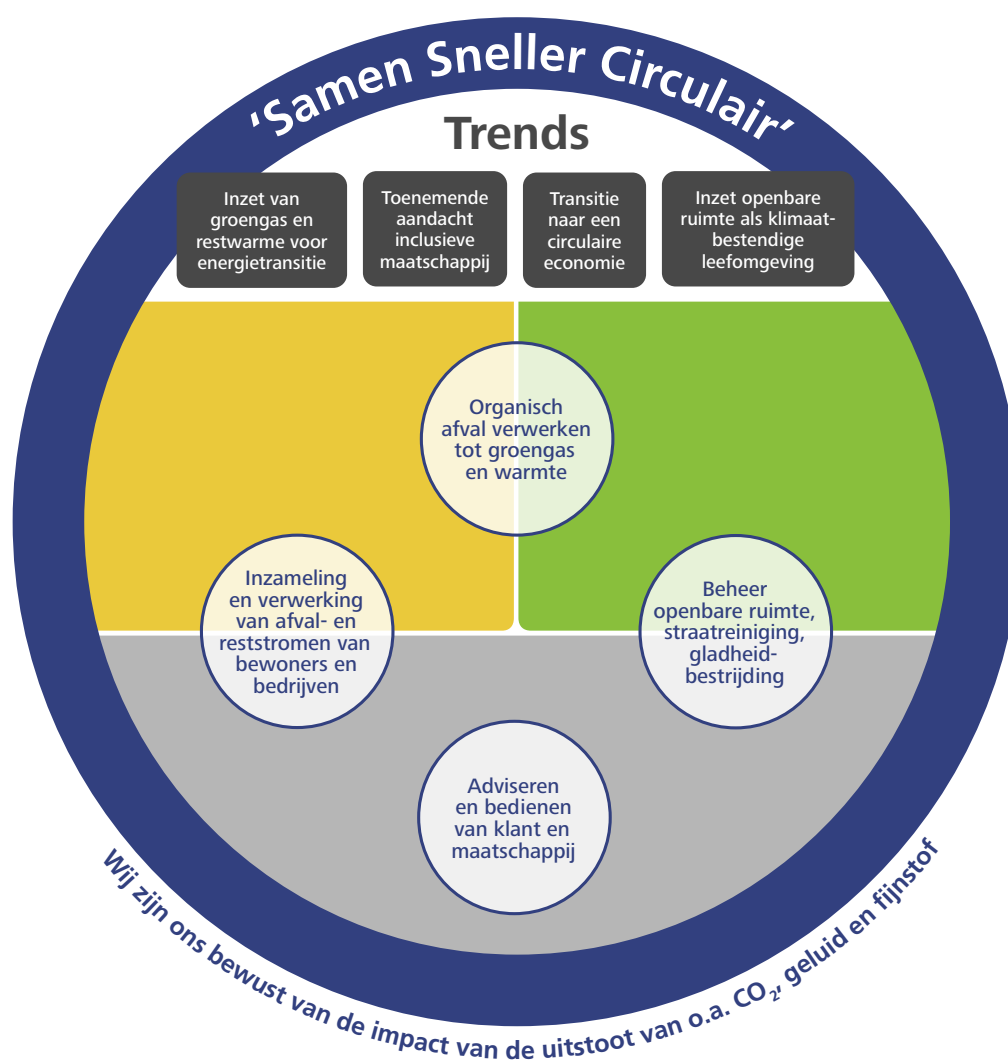 'Samen Sneller Circulair'
Trends
Inzet van
groengas en
restwarme voor
energietransitie
Toenemende
aandacht
inclusieve
maatschappij
Transitie
naar een
circulaire
economie
Inzet openbare
ruimte als klimaat-
bestendige
leefomgeving
Organisch
afval verwerken
tot groengas
en warmte
Inzameling
en verwerking
van afval- en
reststromen van
bewoners en
bedrijven
Beheer
openbare ruimte,
straatreiniging,
gladheid-
bestrijding
Adviseren
en bedienen
van klant en
maatschappij
Wij zijn ons bewust van de impact van de uitstoot van o.a. CO₂, geluid en fijnstof